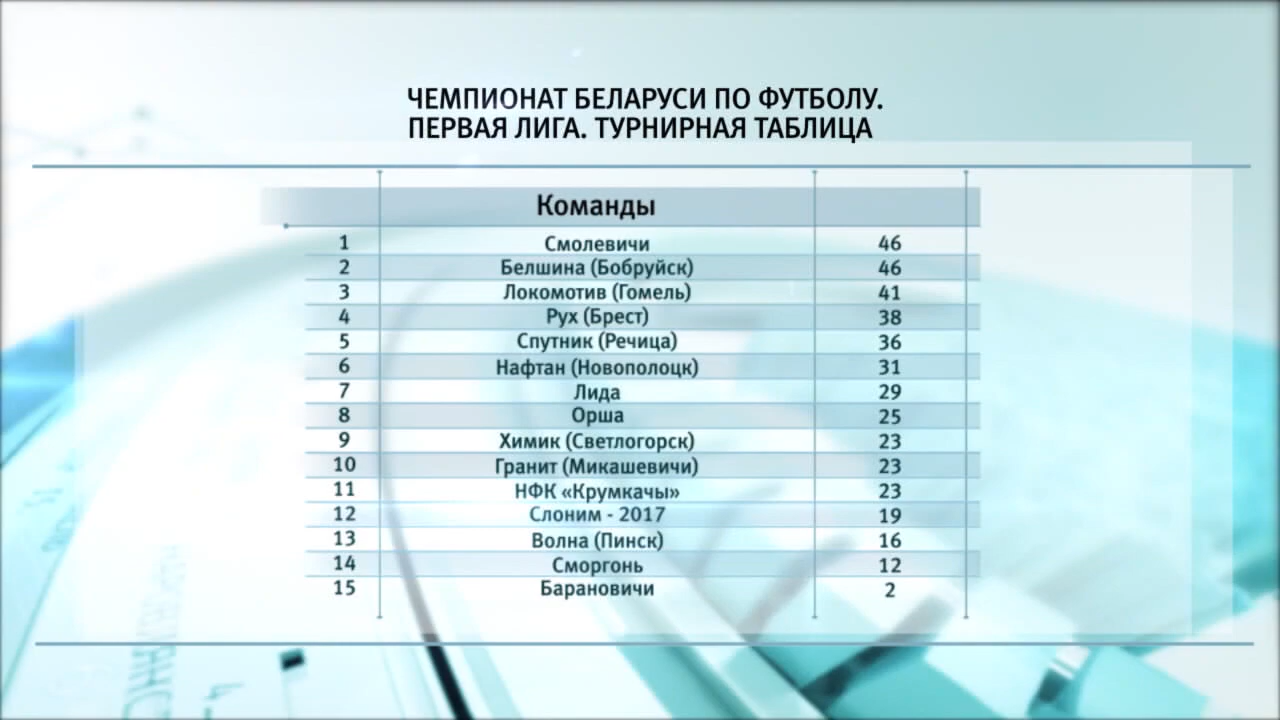 ЧЕМПИОНАТ БЕЛАРУСИ ПО ФУТБОЛУ.
ПЕРВАЯ ЛИГА. ТУРНИРНАЯ ТАБЛИЦА
Команды
1 Смолевичи 46
2 Белшина (Бобруйск) 46
3 Локомотив (Гомель) 41
4 Рух (Брест) 38
5 Спутник (Речица) 36
6 Нафтан (Новополоцк) 31
7 Лида 29
8 Орша 25
9 Химик (Светлогорск) 23
10 Гранит (Микашевичи) 23
11 НФК «Крумкачы» 23
12 Слоним - 2017 19
13 Волна (Пинск) 16
14 Сморгонь 12
15 Барановичи 2